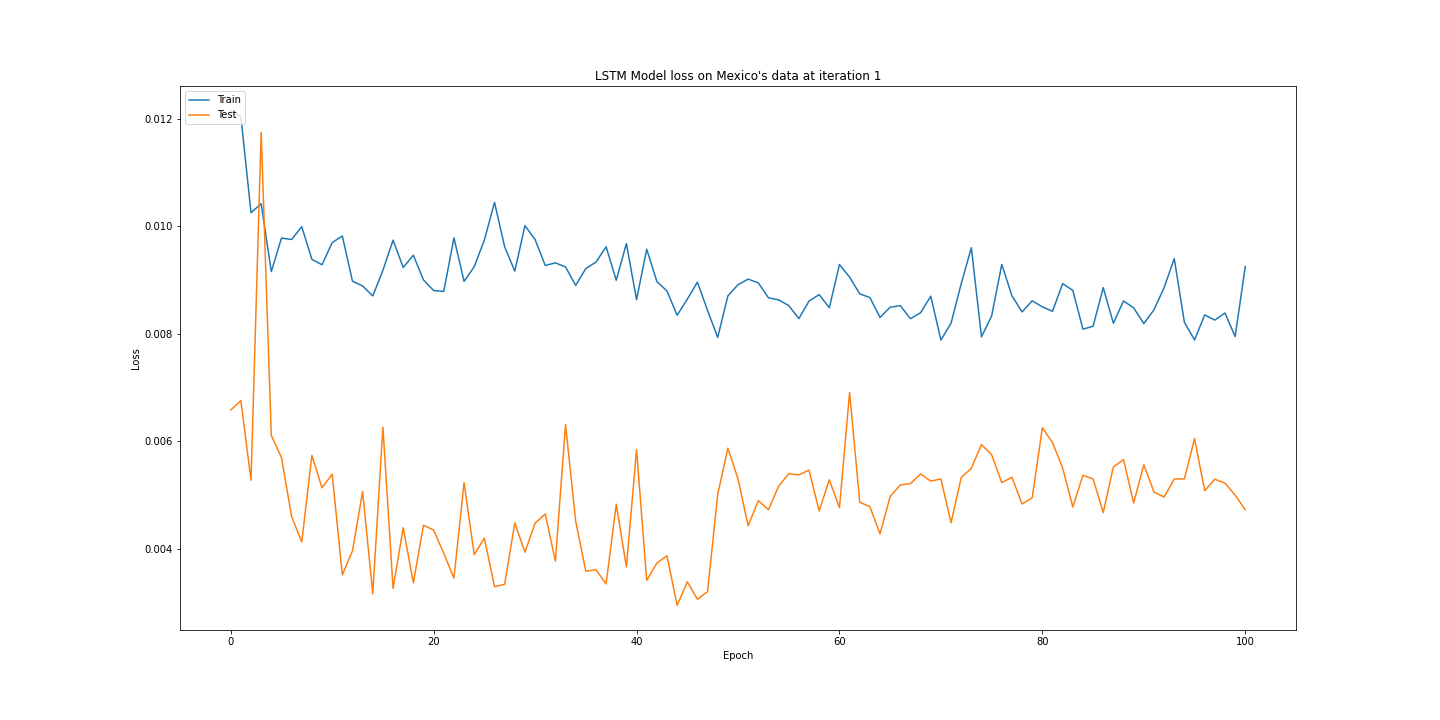 LSTM Model loss on Mexico's data at iteration 1
Train
Test
0.012
0.010
0.008
0.006
0.004
Loss
0 20 40 60 80 100
Epoch